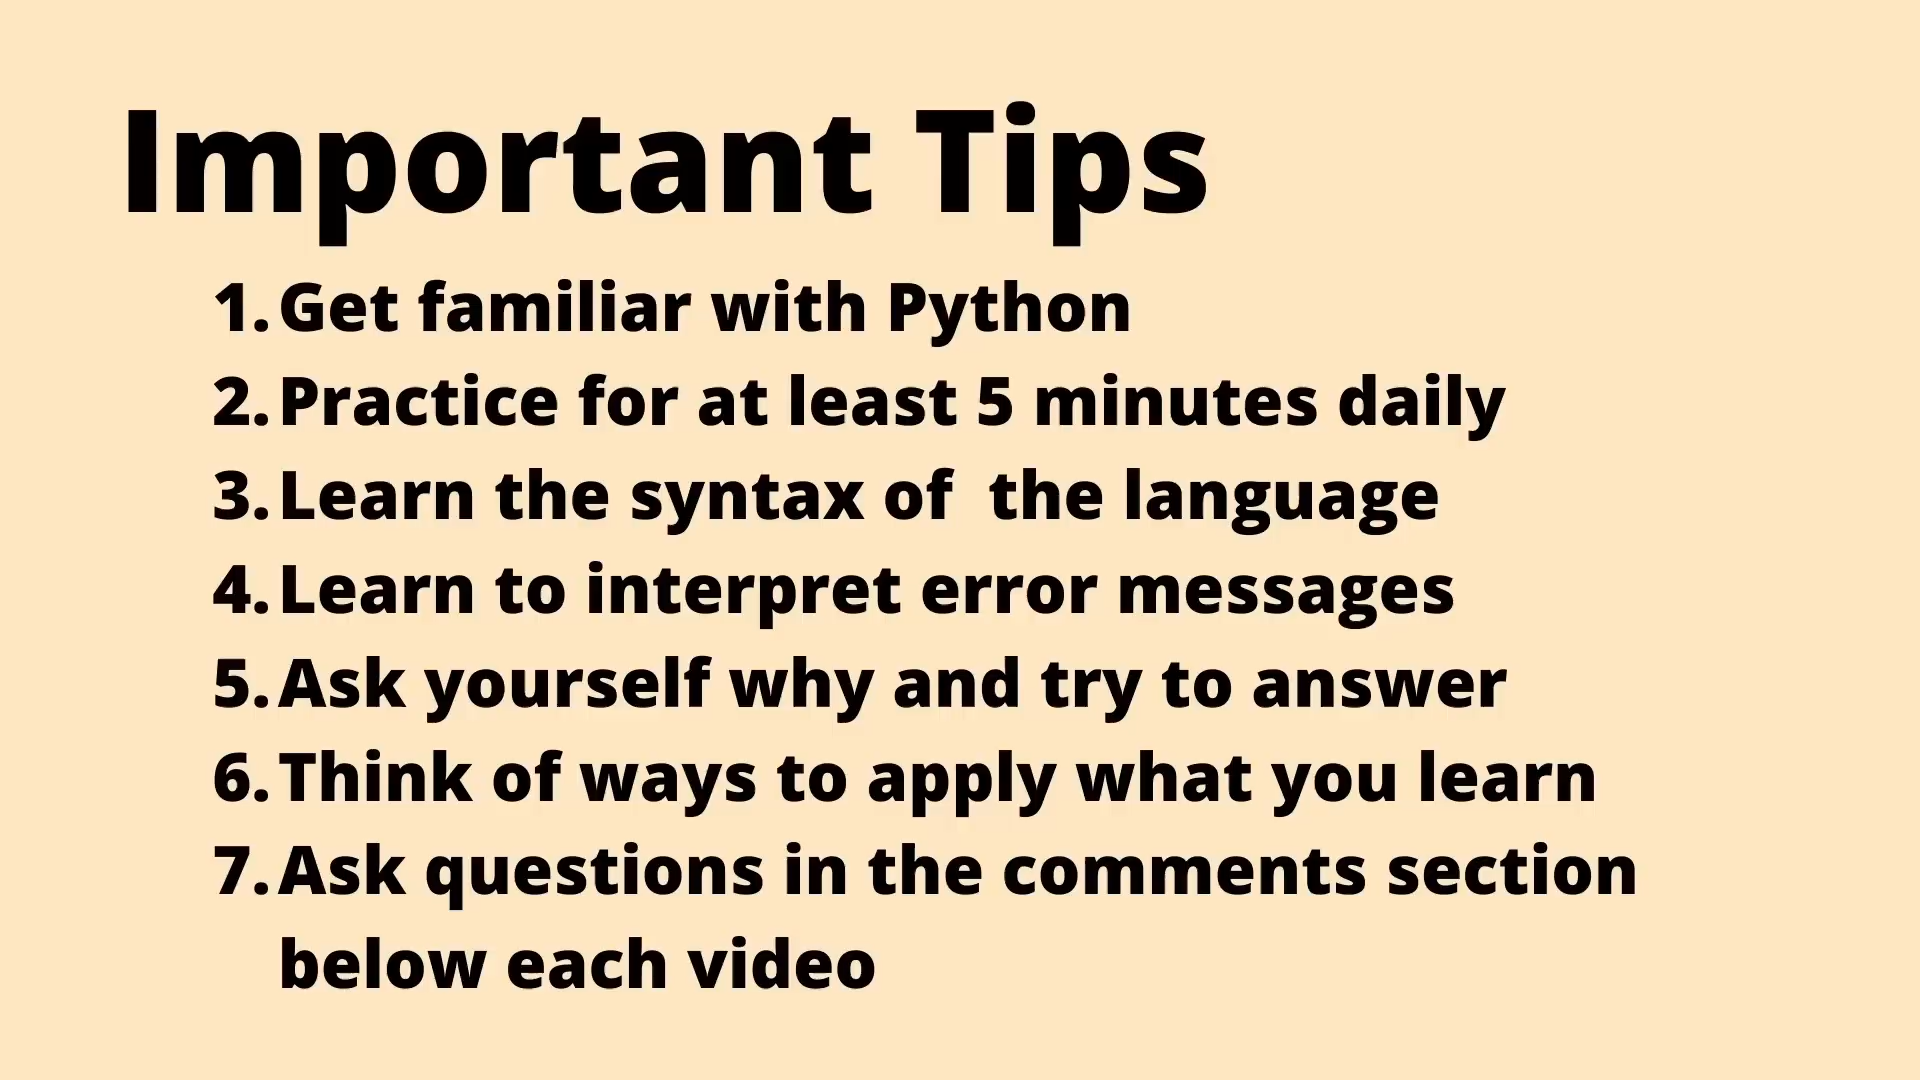 Important Tips
1. Get familiar with Python
2. Practice for at least 5 minutes daily
3. Learn the syntax of  the language
4. Learn to interpret error messages
5. Ask yourself why and try to answer
6. Think of ways to apply what you learn
7. Ask questions in the comments section
below each video